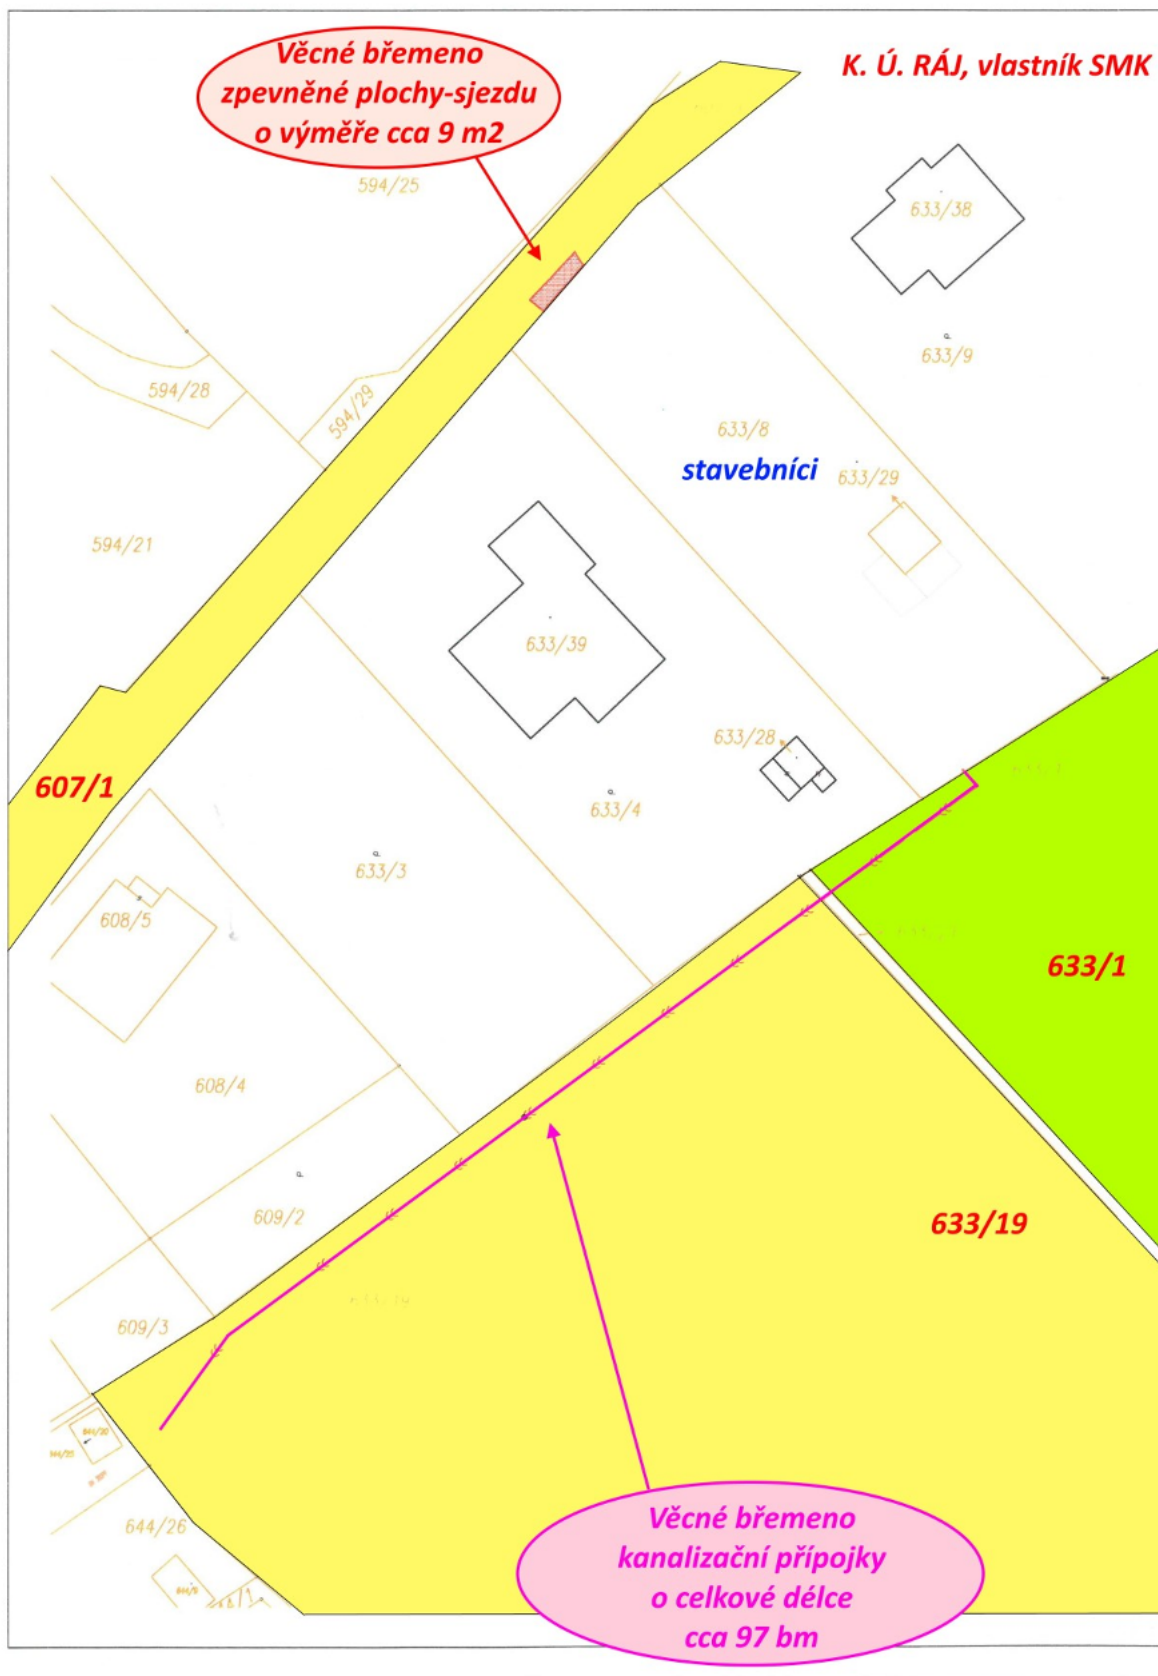 Věcné břemeno
zpevněné plochy-sjezdu
o výměře cca 9 m2
K. Ú. RÁJ, vlastník SMK
594/25
633/38
633/9
594/28
594/29
633/8
stavebníci
633/29
594/21
633/39
633/28
607/1
633/4
633/3
608/5
633/1
608/4
609/2
633/19
609/3
644/26
Věcné břemeno
kanalizační přípojky
o celkové délce
cca 97 bm